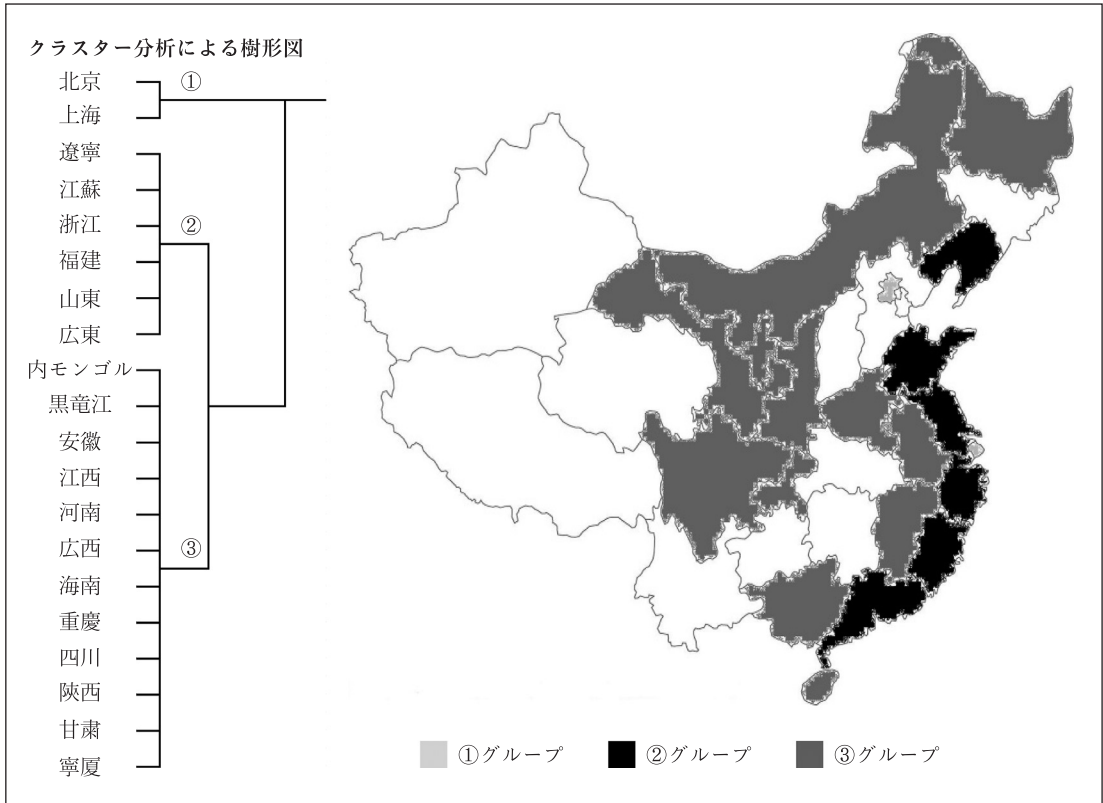 クラスター分析による樹形図
北京
①
上海
遼寧
江蘇
浙江
②
福建
山東
広東
内モンゴル
黒竜江
安徽
江西
河南
広西
③
海南
重慶
四川
陝西
甘粛
寧厦
①グループ
②グループ
③グループ